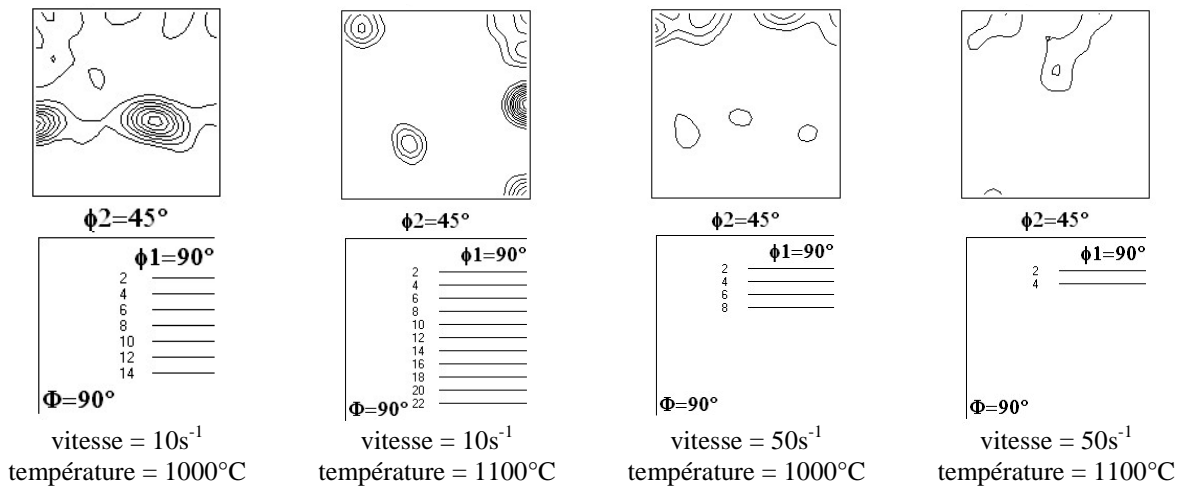 ϕ2=45°
ϕ1=90°
2
4
6
8
10
12
14
Φ=90°
vitesse = 10s⁻¹
température = 1000°C
ϕ2=45°
ϕ1=90°
2
4
6
8
10
12
14
16
18
20
22
Φ=90°
vitesse = 10s⁻¹
température = 1100°C
ϕ2=45°
ϕ1=90°
2
4
6
8
Φ=90°
vitesse = 50s⁻¹
température = 1000°C
ϕ2=45°
ϕ1=90°
2
4
Φ=90°
vitesse = 50s⁻¹
température = 1100°C